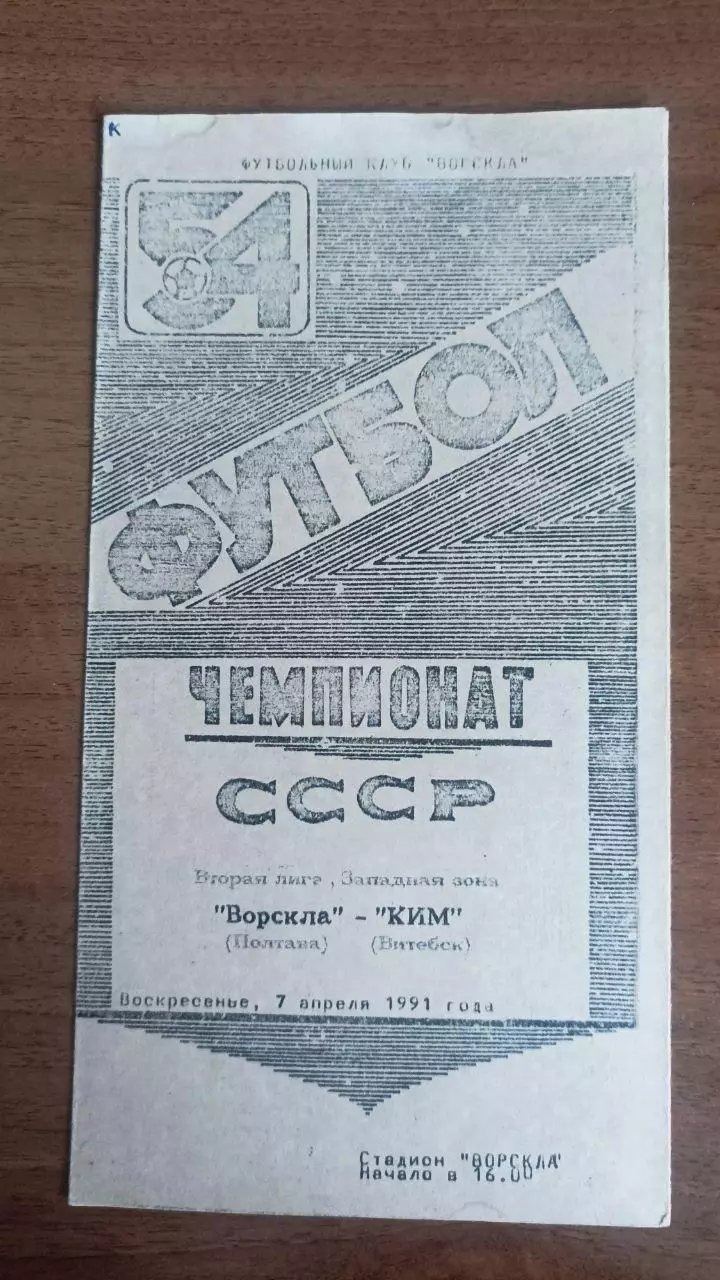 К
ФУТБОЛЬНЫЙ КЛУБ "ВОРСКЛА"
54
ФУТБОЛ
ЧЕМПИОНАТ
СССР
Вторая лига, Западная зона
"Ворскла" - "КИМ"
(Полтава) (Витебск)
Воскресенье, 7 апреля 1991 года
Стадион "ВОРСКЛА"
Начало в 16.00